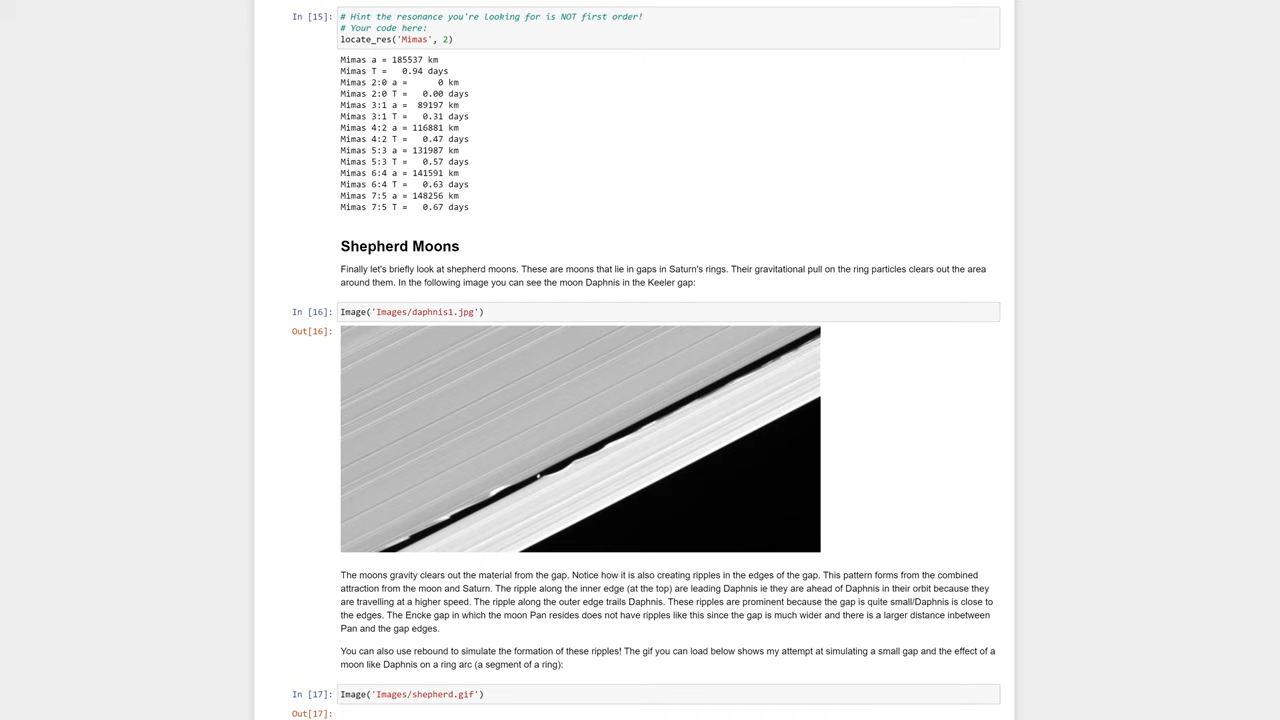 In [15]: # Hint the resonance you're looking for is NOT first order!
# Your code here:
locate_res('Mimas', 2)
Mimas a = 185537 km
Mimas T =   0.94 days
Mimas 2:0 a =      0 km
Mimas 2:0 T =   0.00 days
Mimas 3:1 a =  89197 km
Mimas 3:1 T =   0.31 days
Mimas 4:2 a = 116881 km
Mimas 4:2 T =   0.47 days
Mimas 5:3 a = 131987 km
Mimas 5:3 T =   0.57 days
Mimas 6:4 a = 141591 km
Mimas 6:4 T =   0.63 days
Mimas 7:5 a = 148256 km
Mimas 7:5 T =   0.67 days
Shepherd Moons
Finally let's briefly look at shepherd moons. These are moons that lie in gaps in Saturn's rings. Their gravitational pull on the ring particles clears out the area
around them. In the following image you can see the moon Daphnis in the Keeler gap:
In [16]: Image('Images/daphnis1.jpg')
Out[16]:
The moons gravity clears out the material from the gap. Notice how it is also creating ripples in the edges of the gap. This pattern forms from the combined
attraction from the moon and Saturn. The ripple along the inner edge (at the top) are leading Daphnis ie they are ahead of Daphnis in their orbit because they
are travelling at a higher speed. The ripple along the outer edge trails Daphnis. These ripples are prominent because the gap is quite small/Daphnis is close to
the edges. The Encke gap in which the moon Pan resides does not have ripples like this since the gap is much wider and there is a larger distance inbetween
Pan and the gap edges.
You can also use rebound to simulate the formation of these ripples! The gif you can load below shows my attempt at simulating a small gap and the effect of a
moon like Daphnis on a ring arc (a segment of a ring):
In [17]: Image('Images/shepherd.gif')
Out[17]: